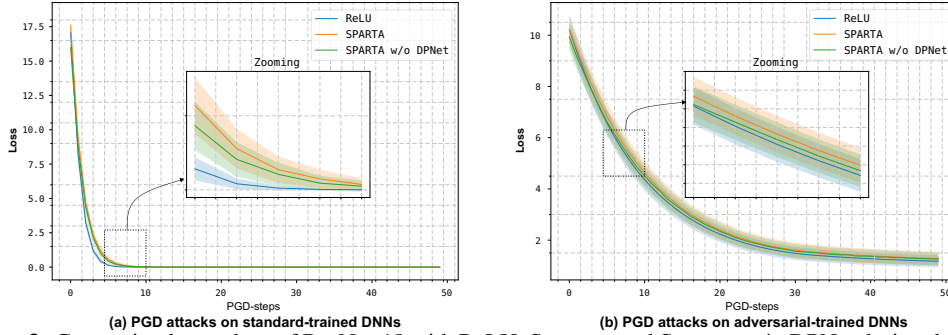 ReLU
SPARTA
SPARTA w/o DPNet
Zooming
Loss
17.5
15.0
12.5
10.0
7.5
5.0
2.5
0.0
0
10
20
30
40
50
PGD-steps
(a) PGD attacks on standard-trained DNNs
ReLU
SPARTA
SPARTA w/o DPNet
Zooming
Loss
10
8
6
4
2
0
10
20
30
40
50
PGD-steps
(b) PGD attacks on adversarial-trained DNNs